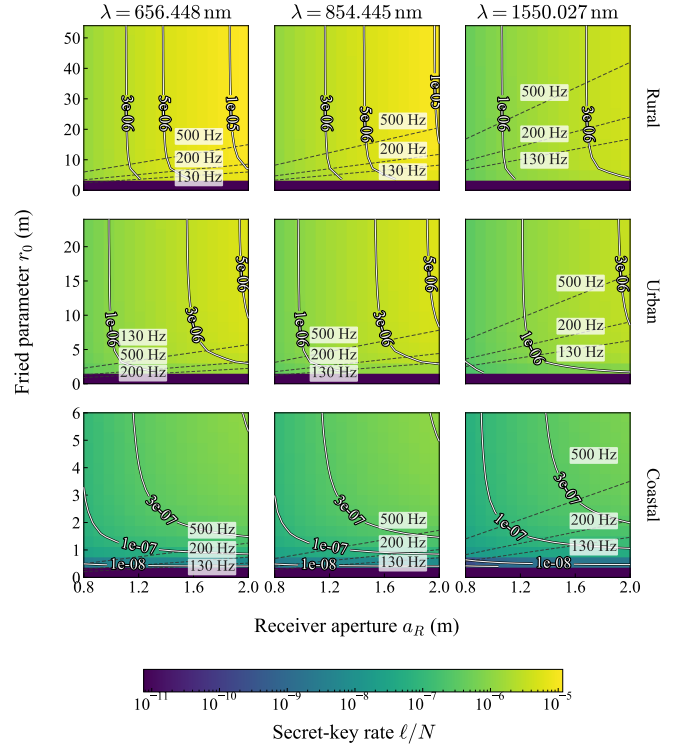 λ = 656.448 nm
λ = 854.445 nm
λ = 1550.027 nm
50
40
30
20
10
0
3e-06
5e-06
1e-05
500 Hz
200 Hz
130 Hz
3e-06
5e-06
1e-05
500 Hz
200 Hz
130 Hz
1e-06
3e-06
500 Hz
200 Hz
130 Hz
Rural
Fried parameter r₀ (m)
20
15
10
5
0
1e-06
3e-06
5e-06
130 Hz
500 Hz
200 Hz
1e-06
3e-06
5e-06
500 Hz
200 Hz
130 Hz
1e-06
3e-06
500 Hz
200 Hz
130 Hz
Urban
6
5
4
3
2
1
0
3e-07
1e-07
1e-08
500 Hz
200 Hz
130 Hz
3e-07
1e-07
1e-08
500 Hz
200 Hz
130 Hz
3e-07
1e-07
1e-08
500 Hz
200 Hz
130 Hz
Coastal
0.8 1.2 1.6 2.0
0.8 1.2 1.6 2.0
0.8 1.2 1.6 2.0
Receiver aperture a_R (m)
10⁻¹¹ 10⁻¹⁰ 10⁻⁹ 10⁻⁸ 10⁻⁷ 10⁻⁶ 10⁻⁵
Secret-key rate ℓ/N